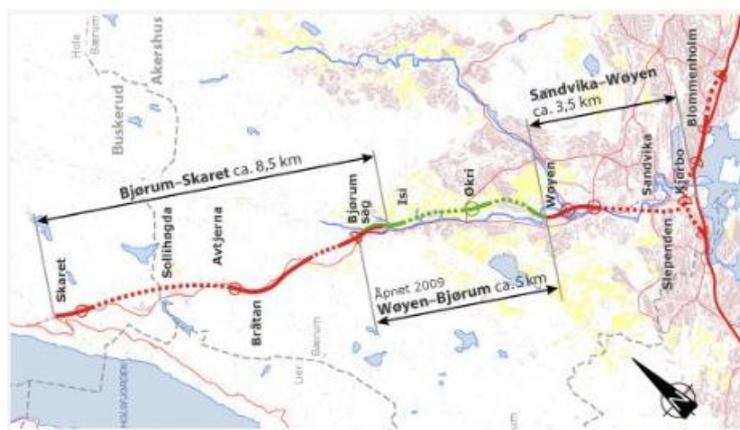 Hole
Bærum
Buskerud
Akershus
Bjørum–Skaret ca. 8,5 km
Sandvika–Wøyen
ca. 3,5 km
Blommenholm
Kjørbo
Sandvika
Slependen
Wøyen
Økri
Isi
Bjørum
sag
Avtjerna
Sollihøgda
Skaret
Bråtan
Åpnet 2009
Wøyen–Bjørum ca. 5 km
Lier
Bærum
HOLSFJORDEN
um
N